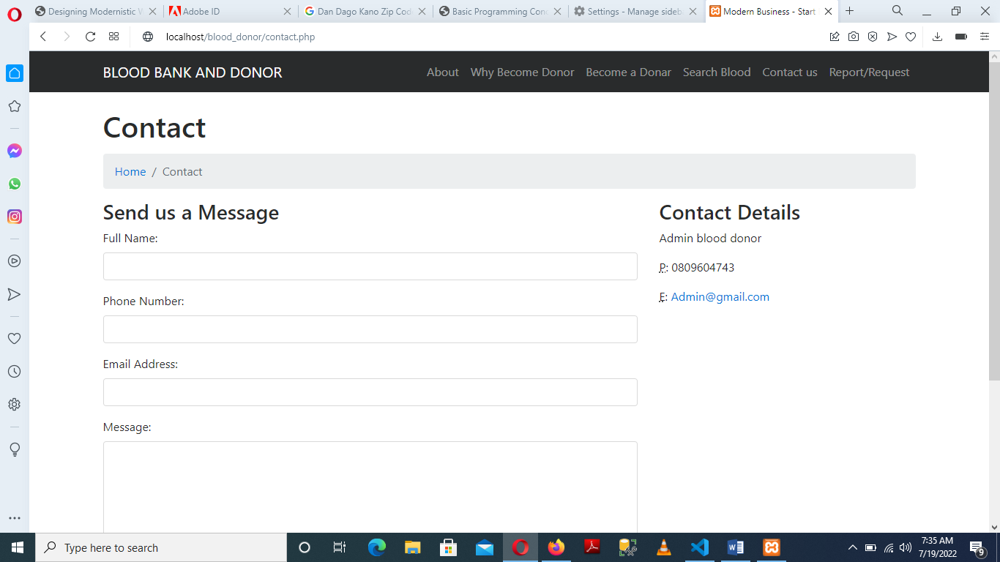 Designing Modernistic W
Adobe ID
Dan Dago Kano Zip Cod
Basic Programming Con
Settings - Manage sideb
Modern Business - Start
localhost/blood_donor/contact.php
BLOOD BANK AND DONOR
About
Why Become Donor
Become a Donar
Search Blood
Contact us
Report/Request
Contact
Home / Contact
Send us a Message
Full Name:
Phone Number:
Email Address:
Message:
Contact Details
Admin blood donor
P: 0809604743
E: Admin@gmail.com
Type here to search
7:35 AM
7/19/2022
9